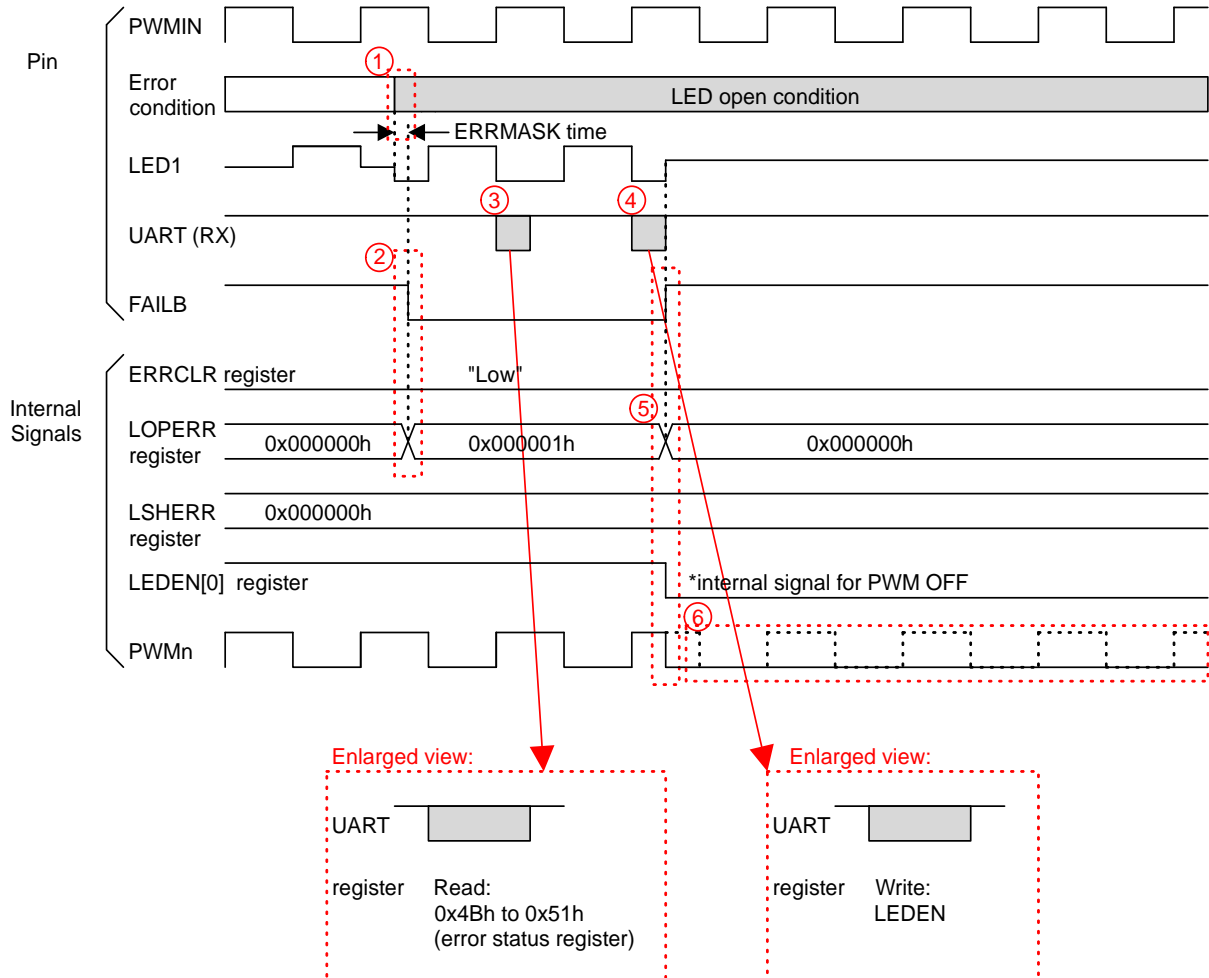 Pin
PWMIN
①
Error
condition
LED open condition
ERRMASK time
LED1
③
④
UART (RX)
②
FAILB
Internal
Signals
ERRCLR register
"Low"
⑤
LOPERR
register
0x000000h
0x000001h
0x000000h
LSHERR
register
0x000000h
LEDEN[0] register
*internal signal for PWM OFF
⑥
PWMn
Enlarged view:
UART
register
Read:
0x4Bh to 0x51h
(error status register)
Enlarged view:
UART
register
Write:
LEDEN